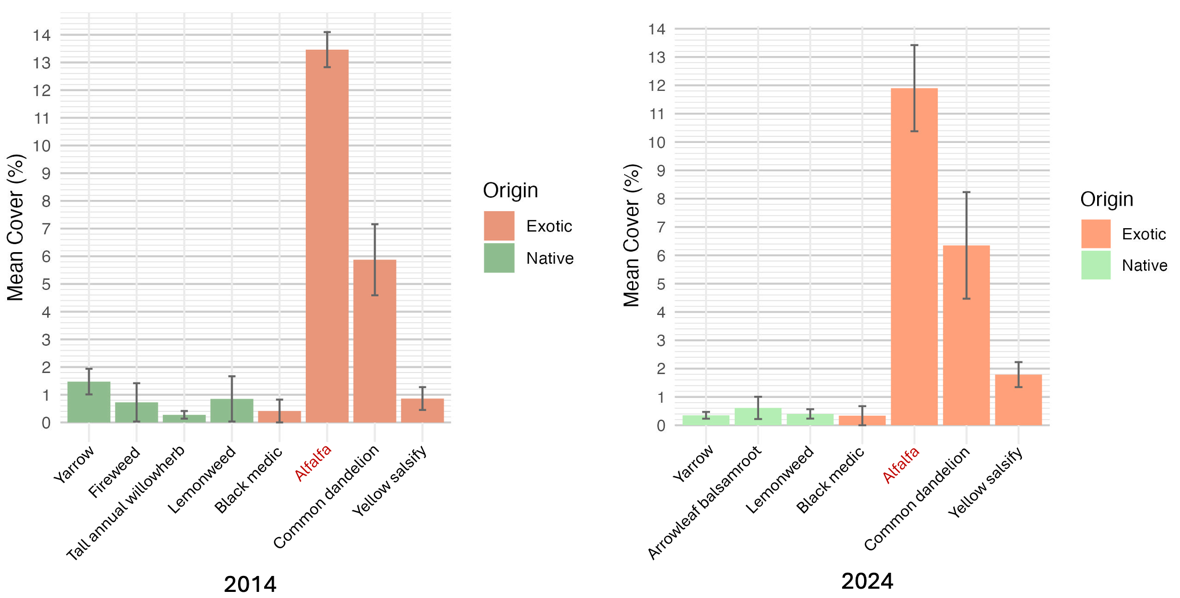 14
13
12
11
10
9
8
7
6
5
4
3
2
1
0
Mean Cover (%)
Yarrow
Fireweed
Tall annual willowherb
Lemonweed
Black medic
Alfalfa
Common dandelion
Yellow salsify
2014
Origin
Exotic
Native
14
13
12
11
10
9
8
7
6
5
4
3
2
1
0
Mean Cover (%)
Yarrow
Arrowleaf balsamroot
Lemonweed
Black medic
Alfalfa
Common dandelion
Yellow salsify
2024
Origin
Exotic
Native